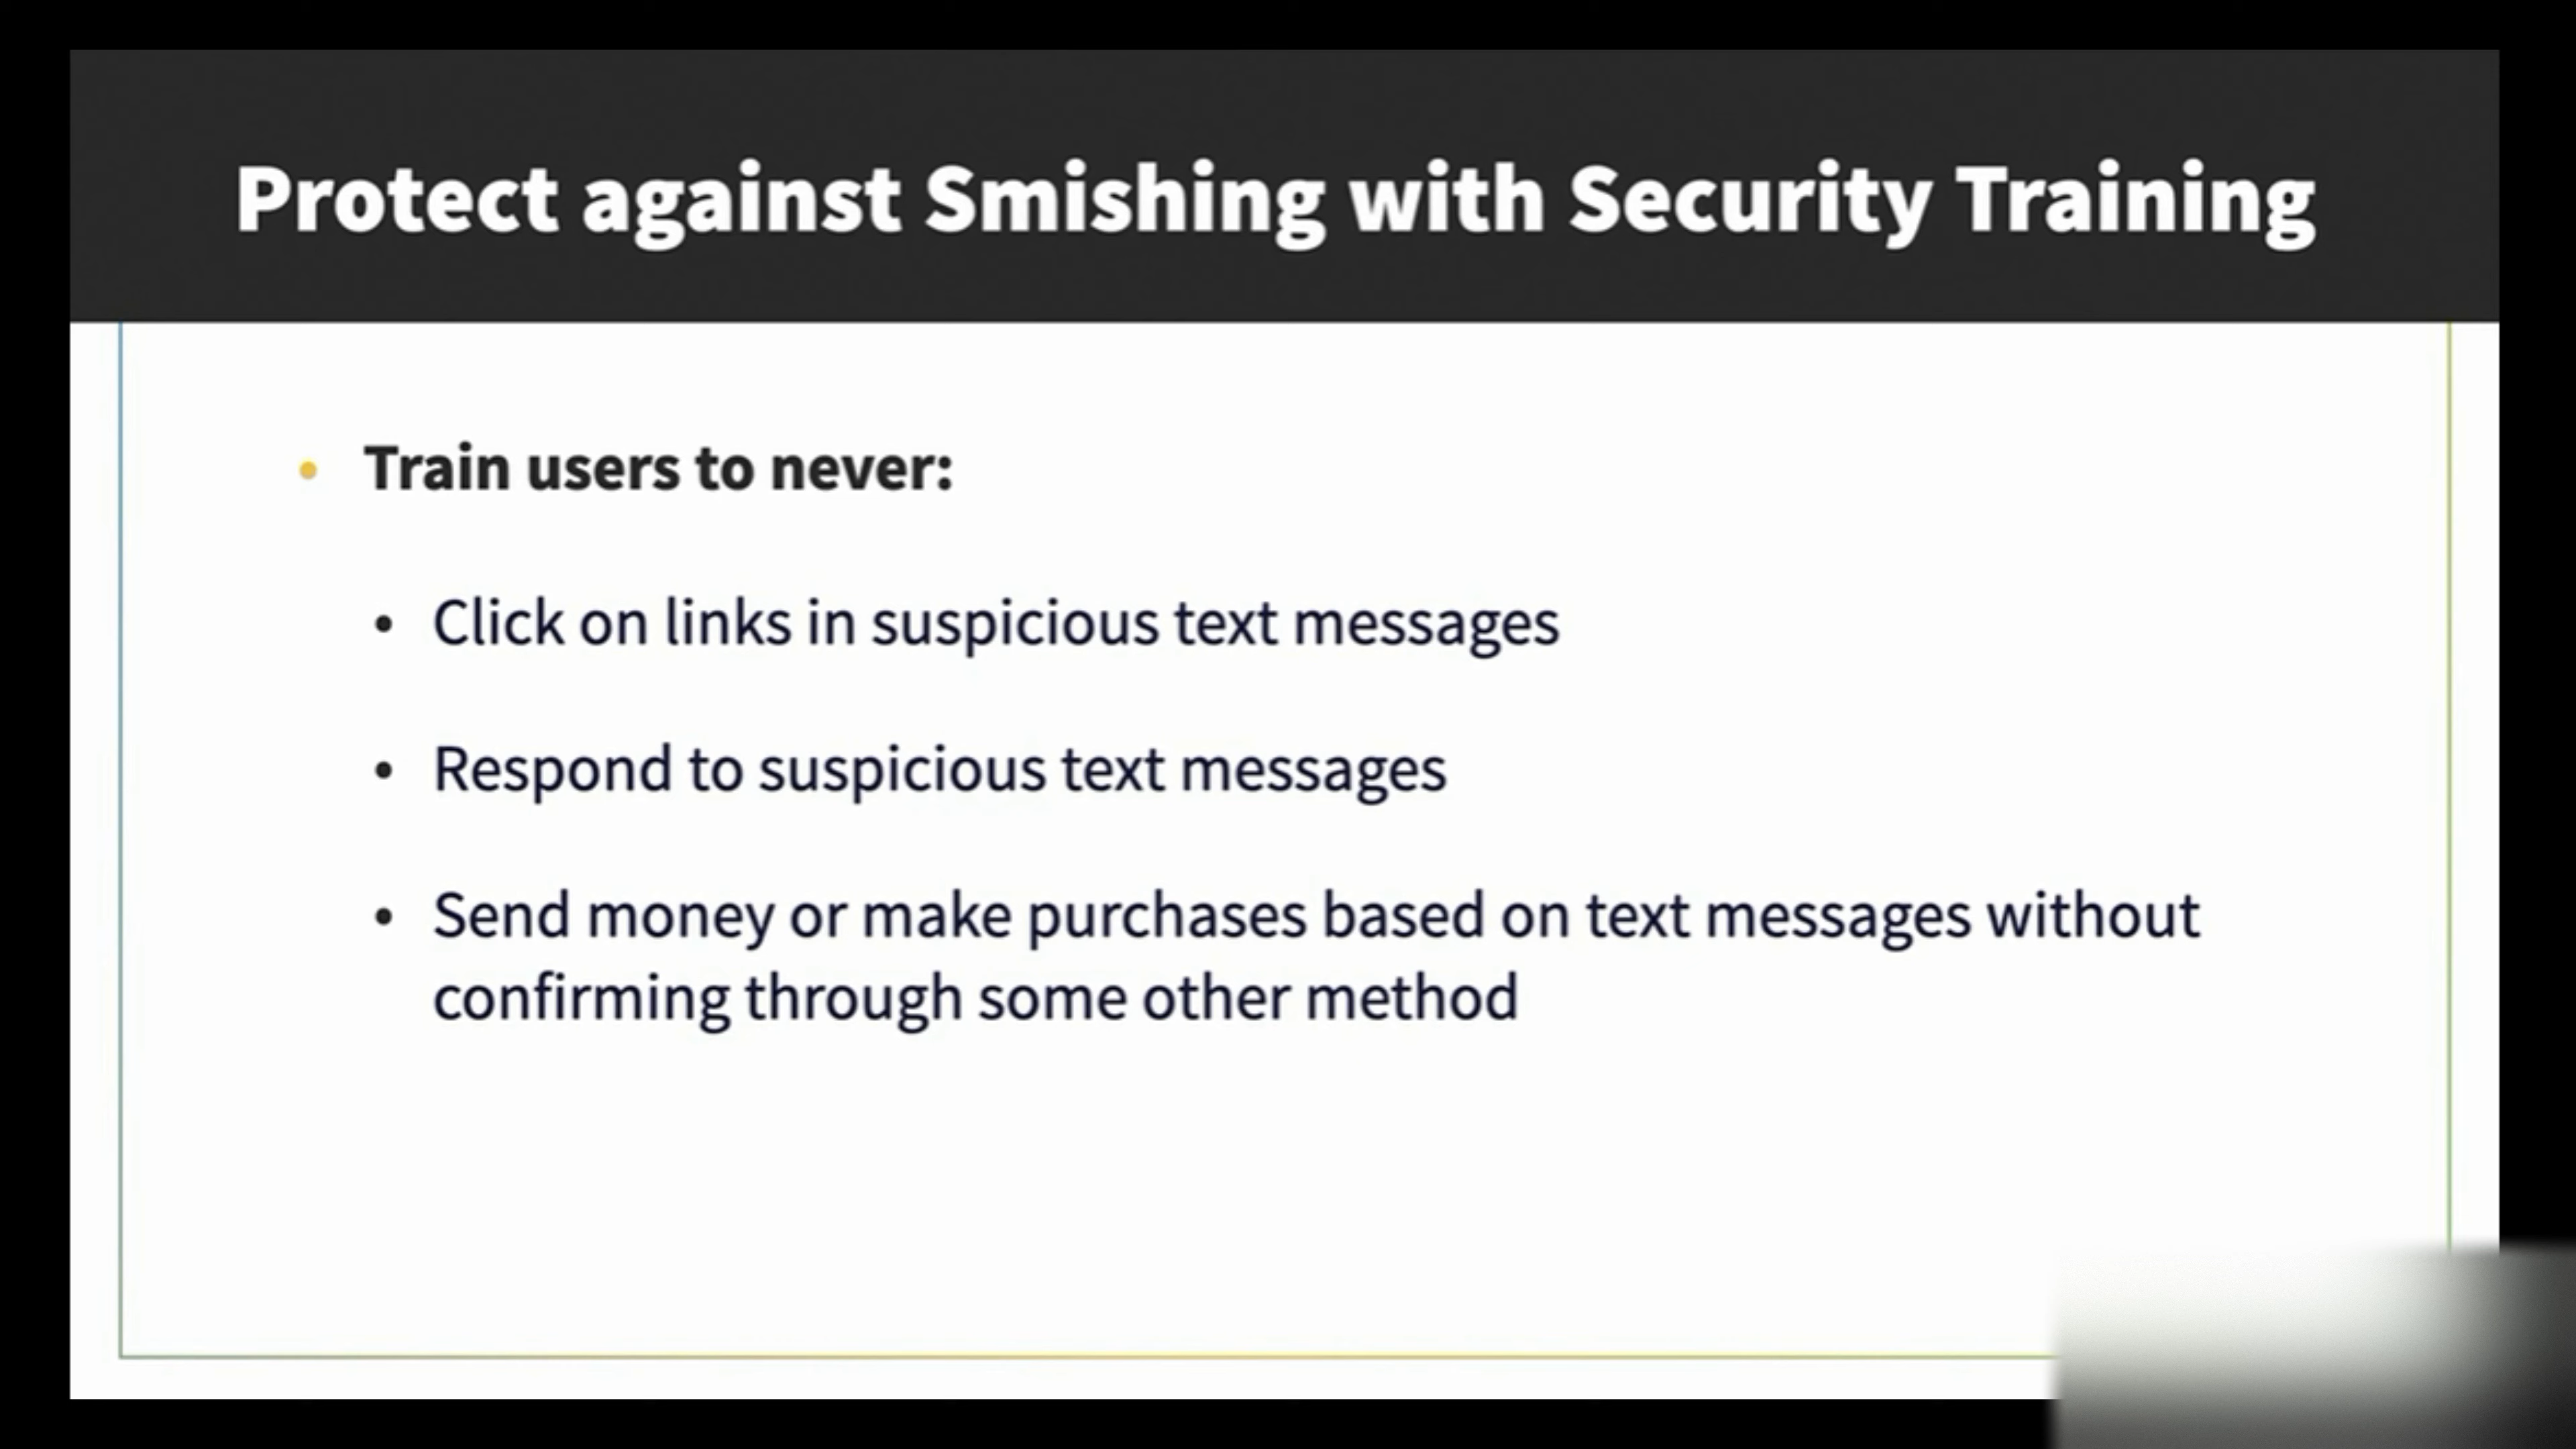 Protect against Smishing with Security Training
Train users to never:
Click on links in suspicious text messages
Respond to suspicious text messages
Send money or make purchases based on text messages without
confirming through some other method